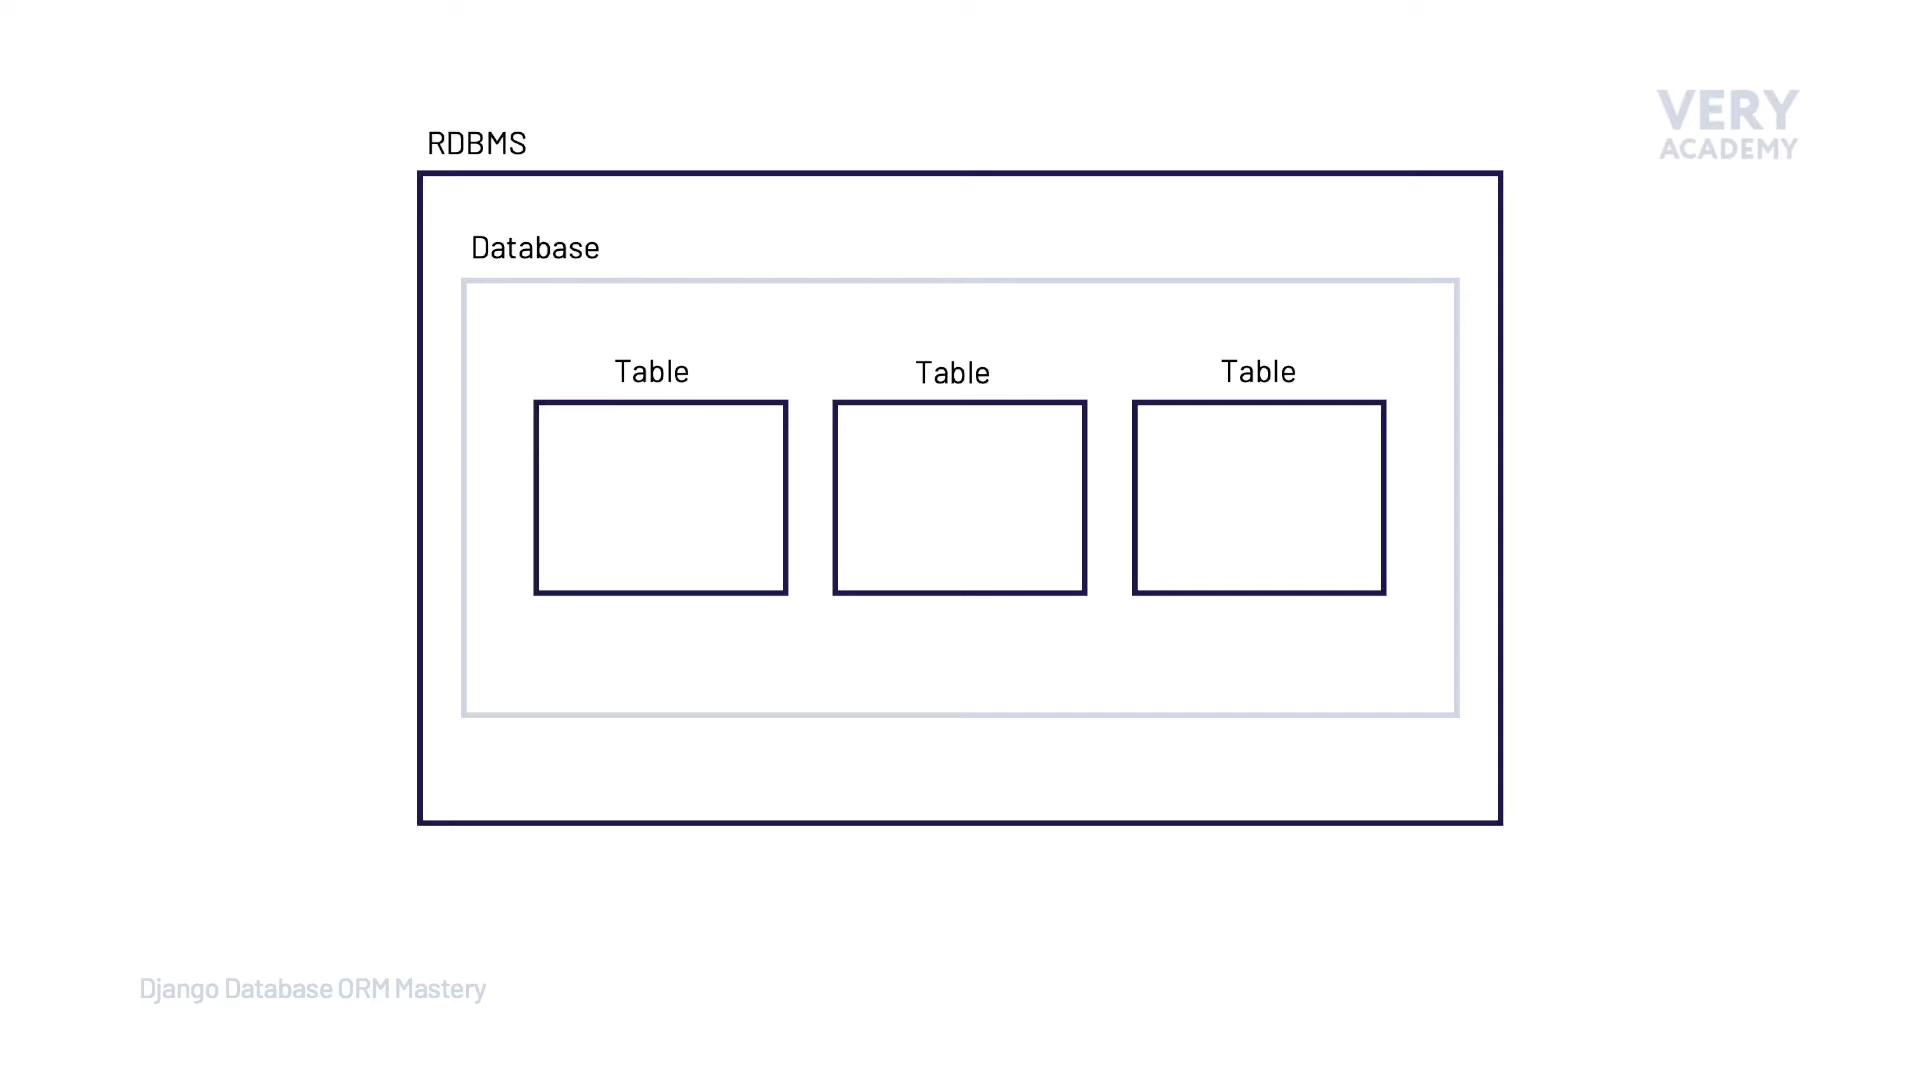 VERY
ACADEMY
RDBMS
Database
Table
Table
Table
Django Database ORM Mastery